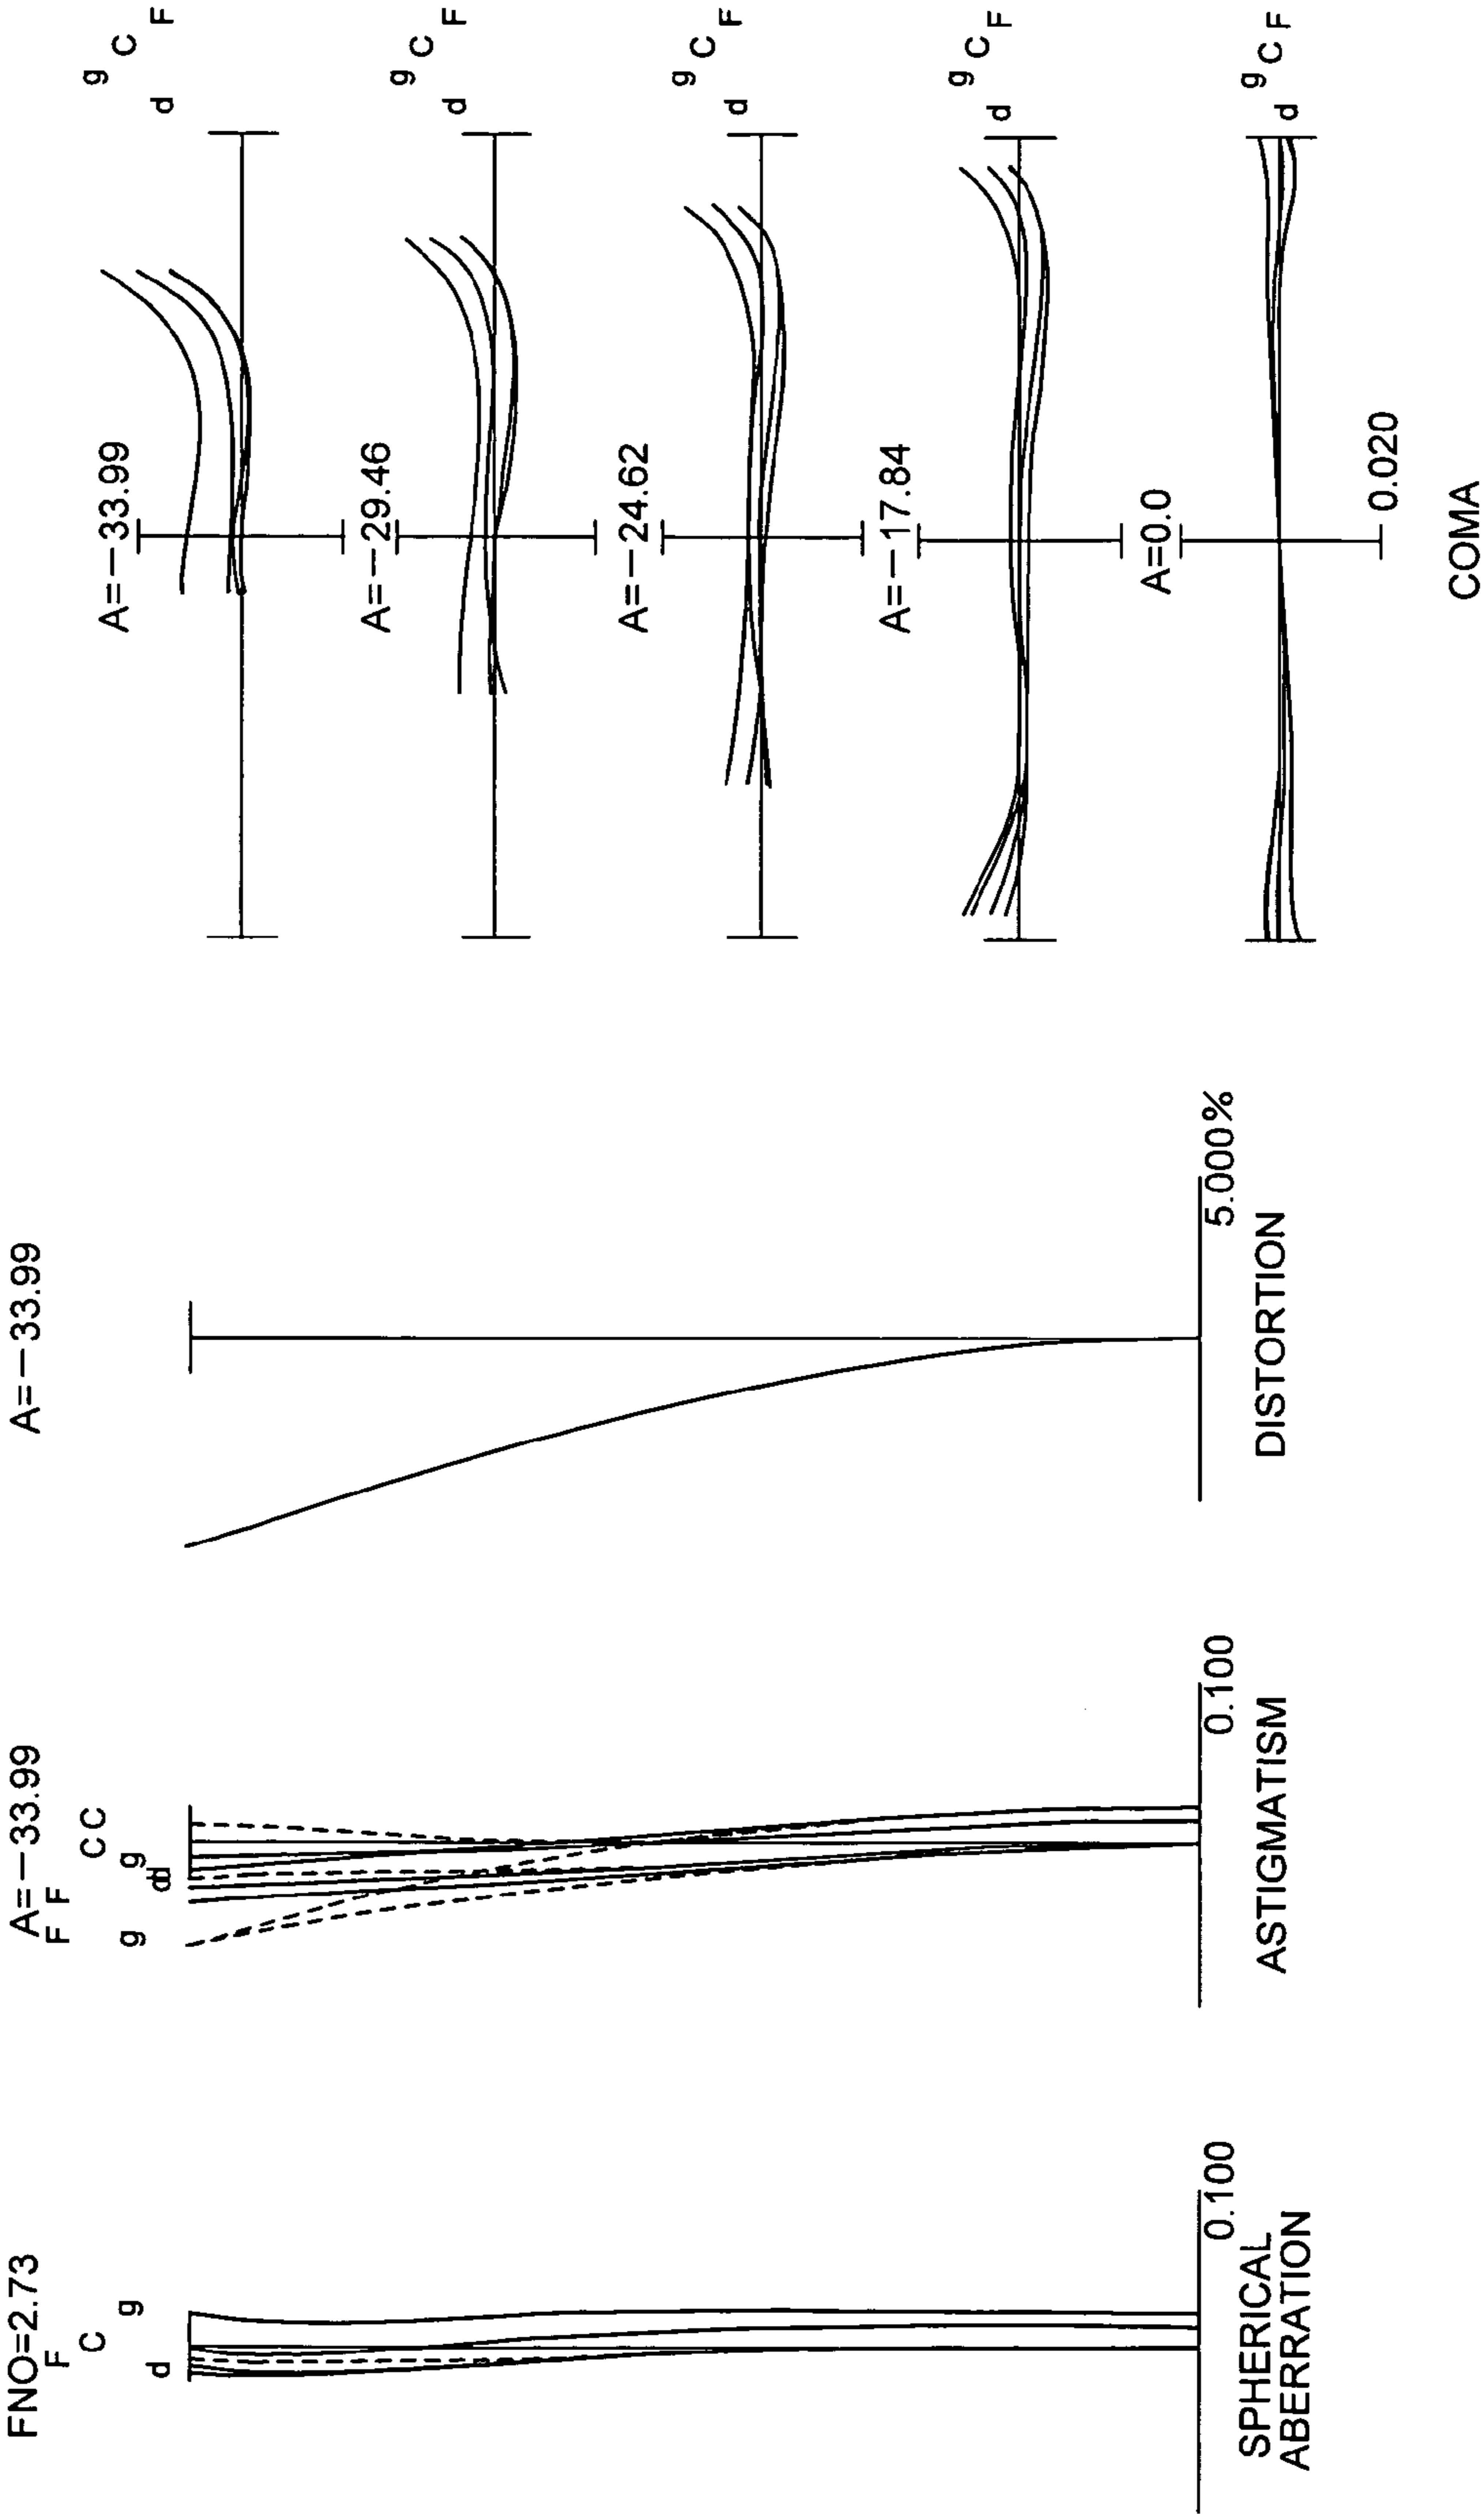 FNO=2.73
F
C
g
d
0.100
SPHERICAL
ABERRATION
A=−33.99
F F
C C
g g
d d
0.100
ASTIGMATISM
A=−33.99
5.000%
DISTORTION
A=−33.99
g
C
F
d
A=−29.46
g
C
F
d
A=−24.62
g
C
F
d
A=−17.84
g
C
F
d
A=0.0
g
C
F
d
0.020
COMA